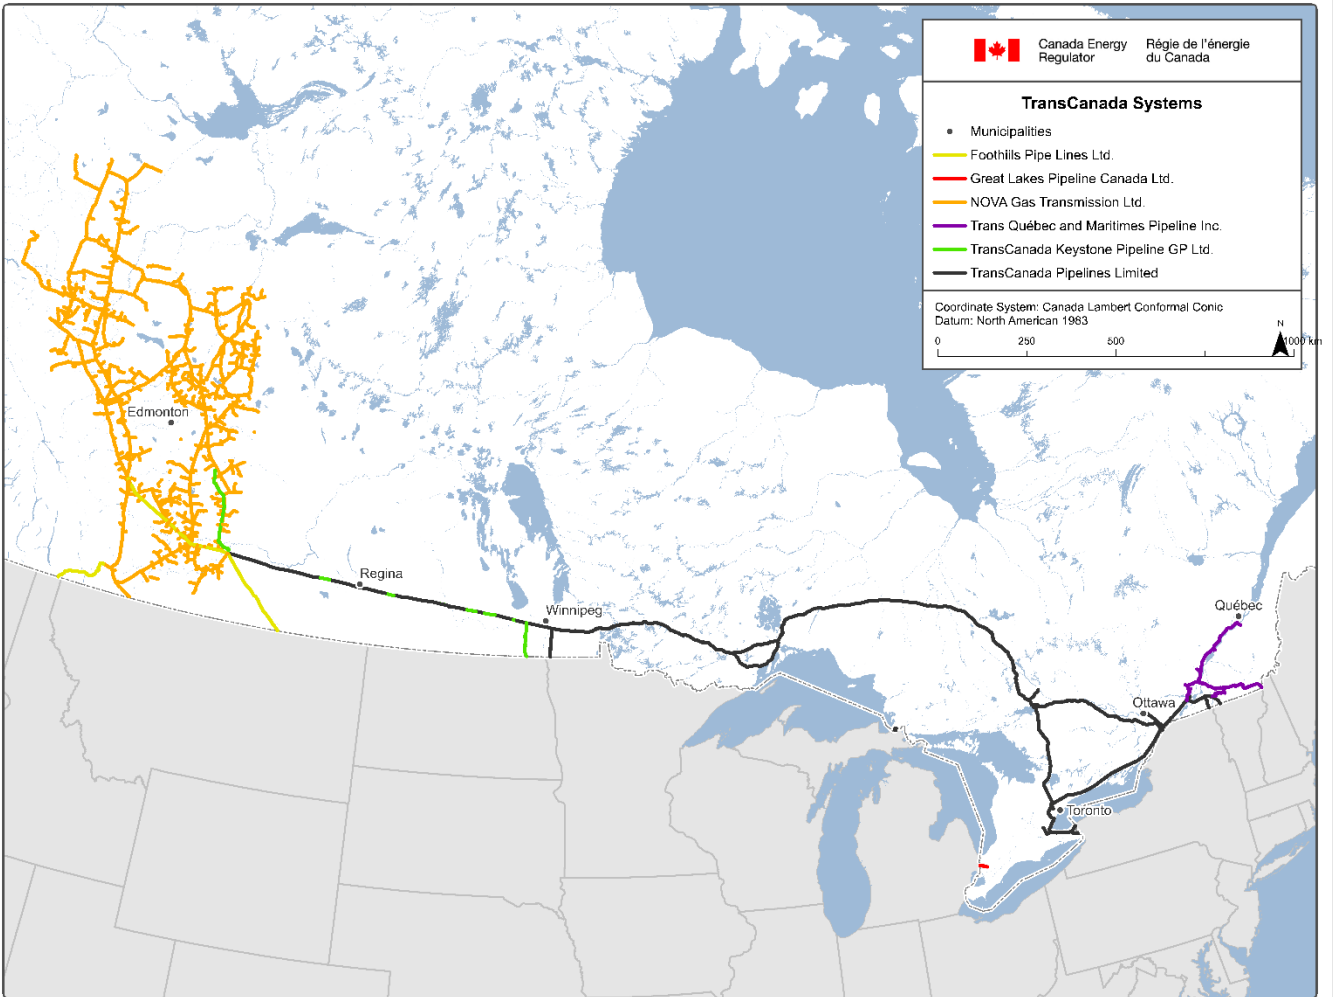 Canada Energy Regulator
Régie de l'énergie du Canada
TransCanada Systems
Municipalities
Foothills Pipe Lines Ltd.
Great Lakes Pipeline Canada Ltd.
NOVA Gas Transmission Ltd.
Trans Québec and Maritimes Pipeline Inc.
TransCanada Keystone Pipeline GP Ltd.
TransCanada Pipelines Limited
Coordinate System: Canada Lambert Conformal Conic
Datum: North American 1983
N
0 250 500 1000 km
Edmonton
Regina
Winnipeg
Québec
Ottawa
Toronto